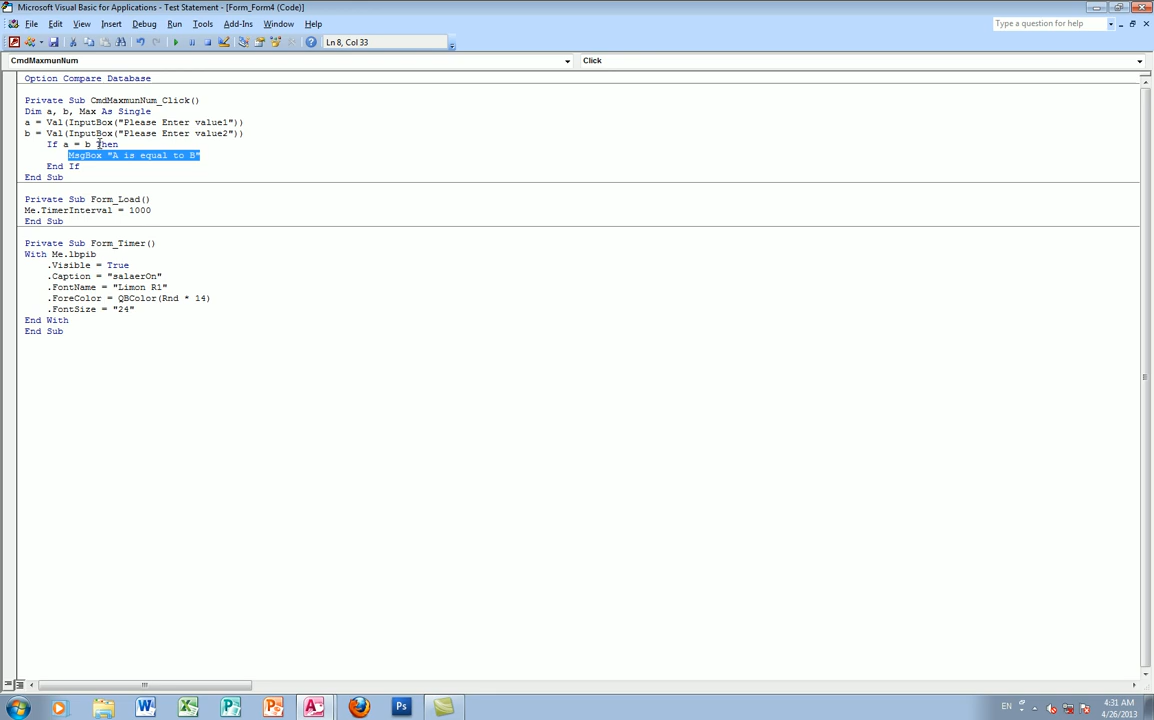 Microsoft Visual Basic for Applications - Test Statement - [Form_Form4 (Code)]
File Edit View Insert Format Debug Run Tools Add-Ins Window Help
Type a question for help
Ln 8, Col 33
CmdMaxmunNum
Click
Option Compare Database
Private Sub CmdMaxmunNum_Click()
Dim a, b, Max As Single
a = Val(InputBox("Please Enter value1"))
b = Val(InputBox("Please Enter value2"))
If a = b Then
MsgBox "A is equal to B"
End If
End Sub
Private Sub Form_Load()
Me.TimerInterval = 1000
End Sub
Private Sub Form_Timer()
With Me.lbpib
.Visible = True
.Caption = "salaerOn"
.FontName = "Limon R1"
.ForeColor = QBColor(Rnd * 14)
.FontSize = "24"
End With
End Sub
EN
4:31 AM
4/26/2013